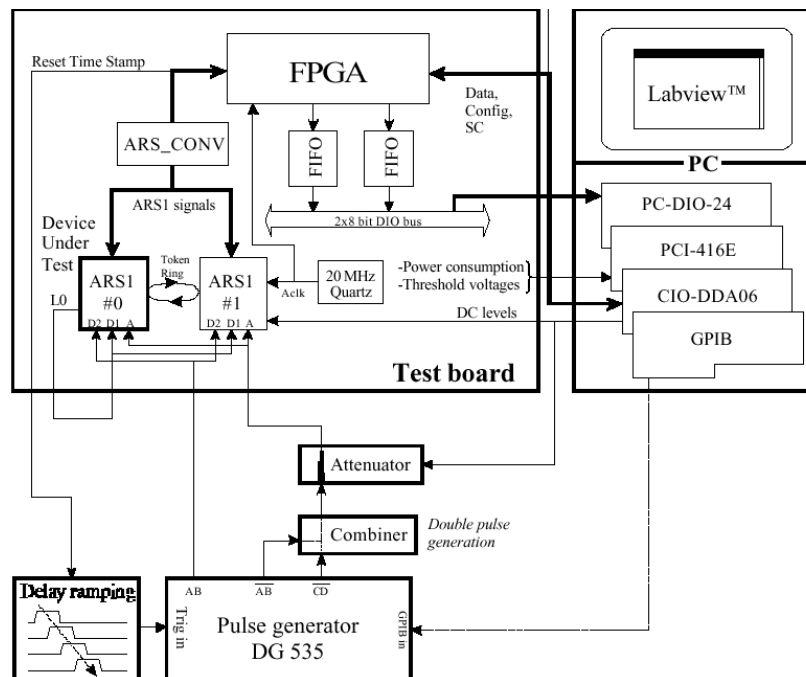 Reset Time Stamp
FPGA
Data,
Config,
SC
Labview™
ARS_CONV
FIFO
FIFO
PC
ARS1 signals
2x8 bit DIO bus
PC-DIO-24
Device
Under
Test
Token
Ring
PCI-416E
ARS1
#0
ARS1
#1
20 MHz
Quartz
Aclk
-Power consumption
-Threshold voltages
CIO-DDA06
L0
D2 D1 A
D2 D1 A
DC levels
GPIB
Test board
Attenuator
Combiner
Double pulse
generation
Delay ramping
AB
AB
CD
Trig in
Pulse generator
DG 535
GPIB in